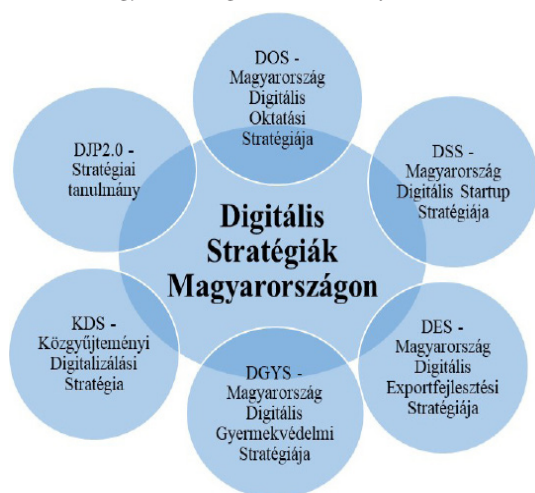 DOS -
Magyarország
Digitális
Oktatási
Stratégiája
DSS -
Magyarország
Digitális Startup
Stratégiája
DES -
Magyarország
Digitális
Exportfejlesztési
Stratégiája
DGYS -
Magyarország
Digitális
Gyermekvédelmi
Stratégiája
KDS -
Közgyűjteményi
Digitalizálási
Stratégia
DJP2.0 -
Stratégiai
tanulmány
Digitális
Stratégiák
Magyarországon